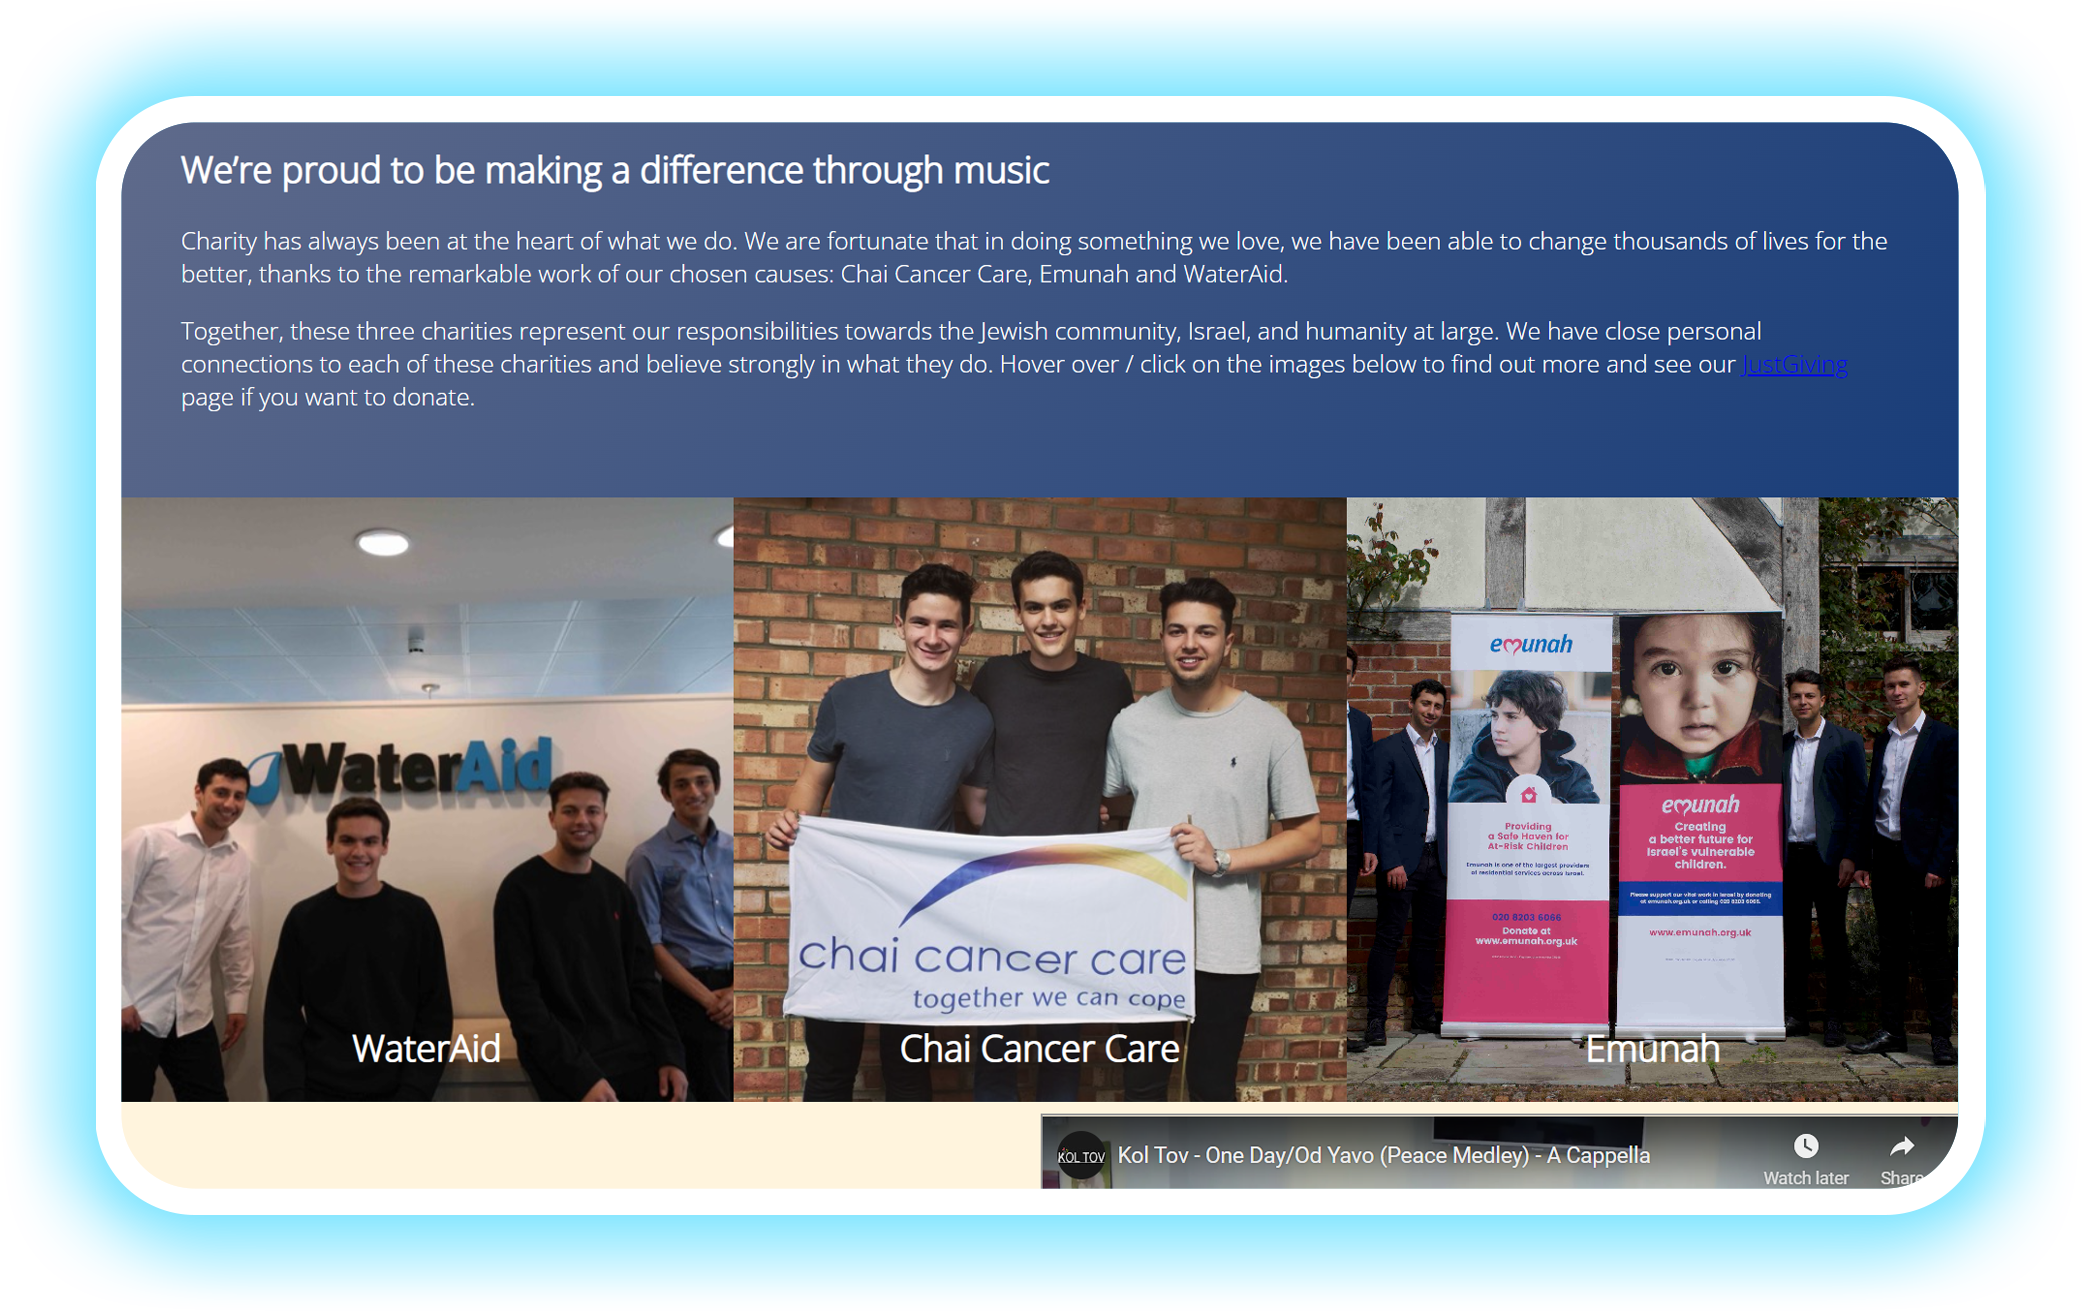 We're proud to be making a difference through music
Charity has always been at the heart of what we do. We are fortunate that in doing something we love, we have been able to change thousands of lives for the
better, thanks to the remarkable work of our chosen causes: Chai Cancer Care, Emunah and WaterAid.
Together, these three charities represent our responsibilities towards the Jewish community, Israel, and humanity at large. We have close personal
connections to each of these charities and believe strongly in what they do. Hover over / click on the images below to find out more and see our JustGiving
page if you want to donate.
WaterAid
WaterAid
chai cancer care
together we can cope
Chai Cancer Care
emunah
Providing
a Safe Haven for
At-Risk Children
Emunah is one of the largest providers
of residential services across Israel.
020 8203 6066
Donate at
www.emunah.org.uk
emunah
Creating
a better future for
Israel's vulnerable
children.
Please support our vital work in Israel by donating
at emunah.org.uk or calling 020 8203 6066.
www.emunah.org.uk
Emunah
KOL TOV
Kol Tov - One Day/Od Yavo (Peace Medley) - A Cappella
Watch later
Share